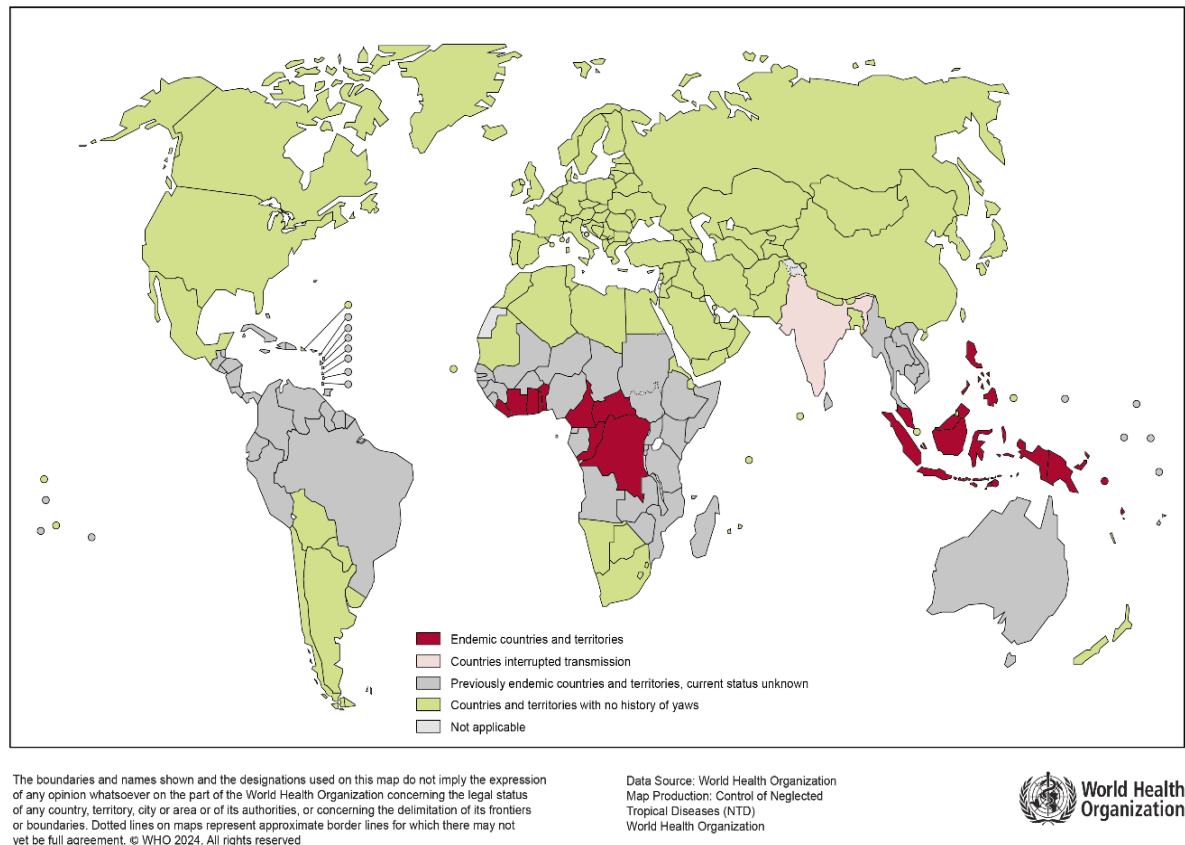 Endemic countries and territories
Countries interrupted transmission
Previously endemic countries and territories, current status unknown
Countries and territories with no history of yaws
Not applicable
The boundaries and names shown and the designations used on this map do not imply the expression
of any opinion whatsoever on the part of the World Health Organization concerning the legal status
of any country, territory, city or area or of its authorities, or concerning the delimitation of its frontiers
or boundaries. Dotted lines on maps represent approximate border lines for which there may not
yet be full agreement. © WHO 2024. All rights reserved
Data Source: World Health Organization
Map Production: Control of Neglected
Tropical Diseases (NTD)
World Health Organization
World Health
Organization